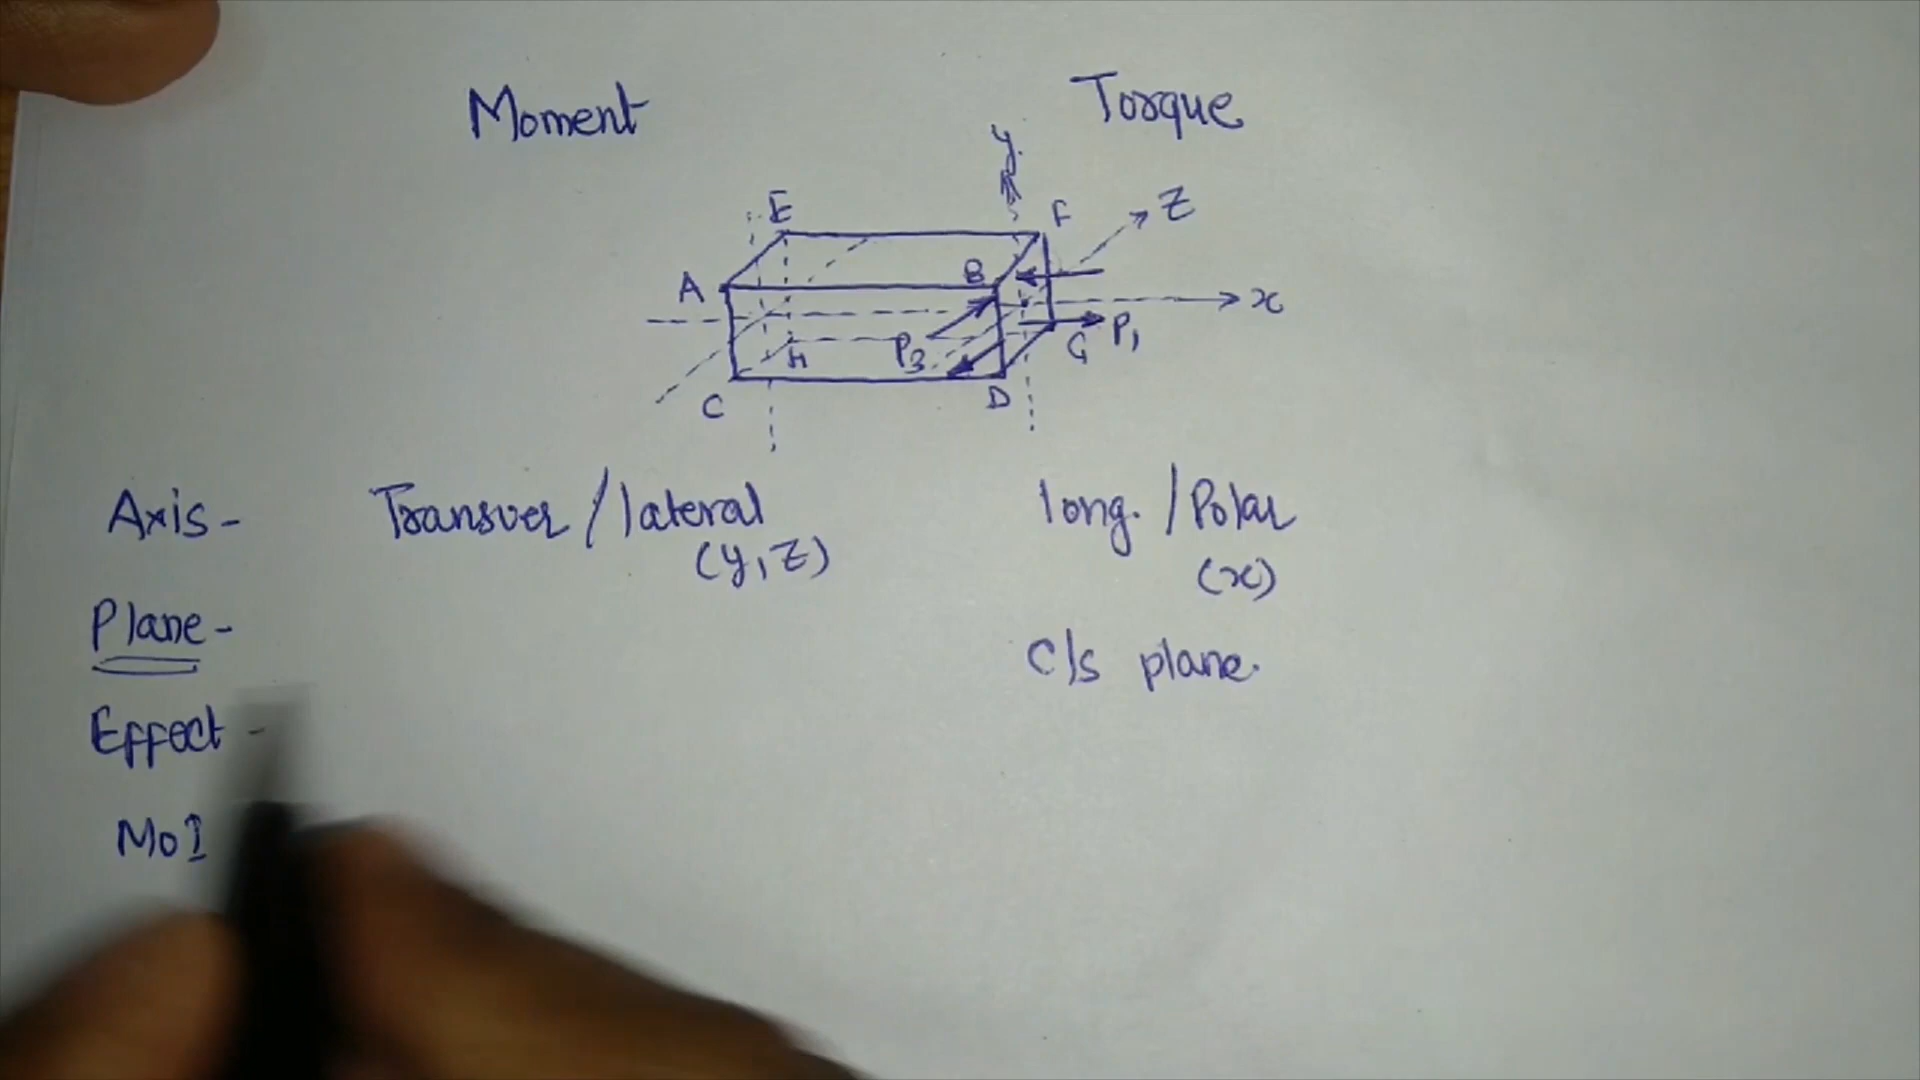 Moment Torque
y
E F Z
A B
x
H P3 G P1
C D
Axis- Transver/lateral long./Polar
(y,z) (x)
Plane- c/s plane.
Effect-
MoI